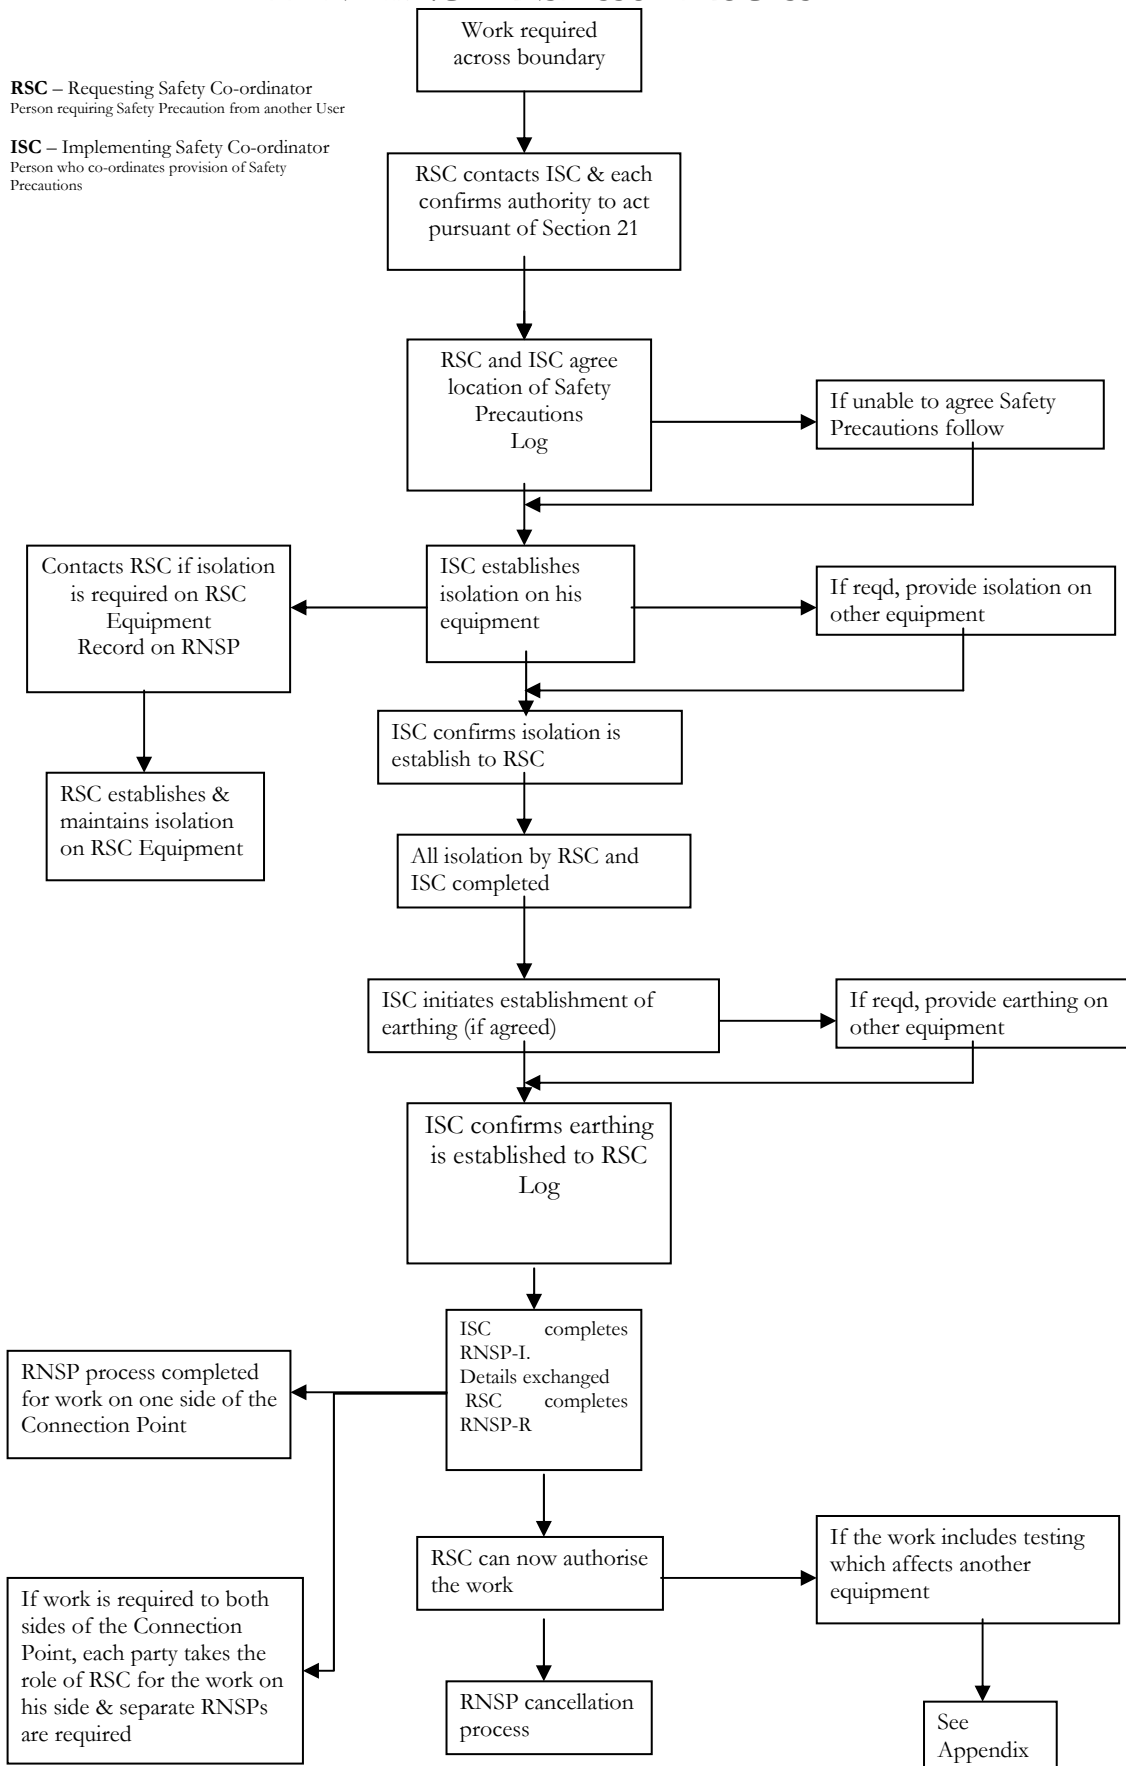 Work required
across boundary
RSC – Requesting Safety Co-ordinator
Person requiring Safety Precaution from another User
ISC – Implementing Safety Co-ordinator
Person who co-ordinates provision of Safety
Precautions
RSC contacts ISC & each
confirms authority to act
pursuant of Section 21
RSC and ISC agree
location of Safety
Precautions
Log
If unable to agree Safety
Precautions follow
Contacts RSC if isolation
is required on RSC
Equipment
Record on RNSP
ISC establishes
isolation on his
equipment
If reqd, provide isolation on
other equipment
ISC confirms isolation is
establish to RSC
RSC establishes &
maintains isolation
on RSC Equipment
All isolation by RSC and
ISC completed
ISC initiates establishment of
earthing (if agreed)
If reqd, provide earthing on
other equipment
ISC confirms earthing
is established to RSC
Log
ISC completes
RNSP-I.
Details exchanged
RSC completes
RNSP-R
RNSP process completed
for work on one side of the
Connection Point
RSC can now authorise
the work
If the work includes testing
which affects another
equipment
If work is required to both
sides of the Connection
Point, each party takes the
role of RSC for the work on
his side & separate RNSPs
are required
RNSP cancellation
process
See
Appendix